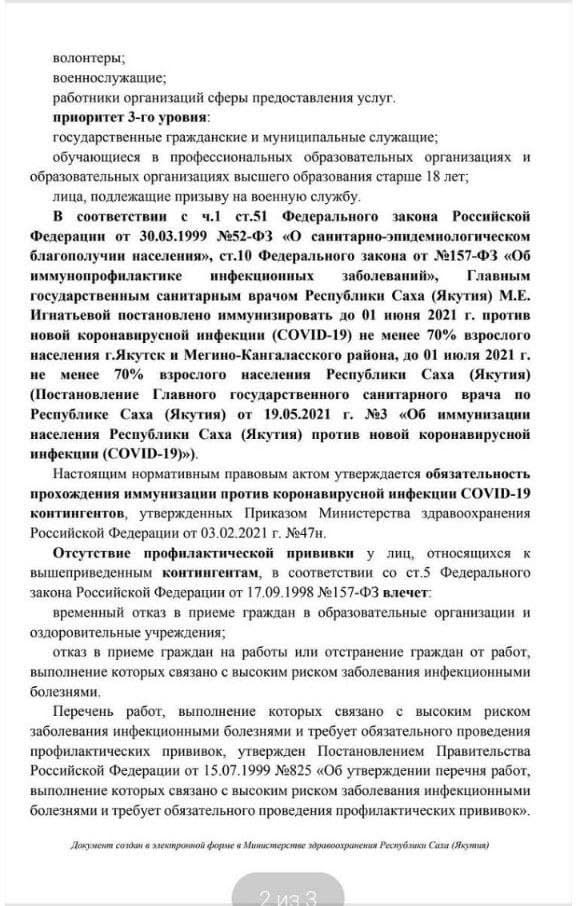 волонтеры;
военнослужащие;
работники организаций сферы предоставления услуг.
приоритет 3-го уровня:
государственные гражданские и муниципальные служащие;
обучающиеся в профессиональных образовательных организациях и
образовательных организациях высшего образования старше 18 лет;
лица, подлежащие призыву на военную службу.
В соответствии с ч.1 ст.51 Федерального закона Российской
Федерации от 30.03.1999 №52-ФЗ «О санитарно-эпидемиологическом
благополучии населения», ст.10 Федерального закона от №157-ФЗ «Об
иммунопрофилактике инфекционных заболеваний», Главным
государственным санитарным врачом Республики Саха (Якутия) М.Е.
Игнатьевой постановлено иммунизировать до 01 июня 2021 г. против
новой коронавирусной инфекции (COVID-19) не менее 70% взрослого
населения г.Якутск и Мегино-Кангаласского района, до 01 июля 2021 г.
не менее 70% взрослого населения Республики Саха (Якутия)
(Постановление Главного государственного санитарного врача по
Республике Саха (Якутия) от 19.05.2021 г. №3 «Об иммунизации
населения Республики Саха (Якутия) против новой коронавирусной
инфекции (COVID-19)»).
Настоящим нормативным правовым актом утверждается обязательность
прохождения иммунизации против коронавирусной инфекции COVID-19
контингентов, утвержденных Приказом Министерства здравоохранения
Российской Федерации от 03.02.2021 г. №47н.
Отсутствие профилактической прививки у лиц, относящихся к
вышеприведенным контингентам, в соответствии со ст.5 Федерального
закона Российской Федерации от 17.09.1998 №157-ФЗ влечет:
временный отказ в приеме граждан в образовательные организации и
оздоровительные учреждения;
отказ в приеме граждан на работы или отстранение граждан от работ,
выполнение которых связано с высоким риском заболевания инфекционными
болезнями.
Перечень работ, выполнение которых связано с высоким риском
заболевания инфекционными болезнями и требует обязательного проведения
профилактических прививок, утвержден Постановлением Правительства
Российской Федерации от 15.07.1999 №825 «Об утверждении перечня работ,
выполнение которых связано с высоким риском заболевания инфекционными
болезнями и требует обязательного проведения профилактических прививок».
Документ создан в электронной форме в Министерстве здравоохранения Республики Саха (Якутия)
2 из 3